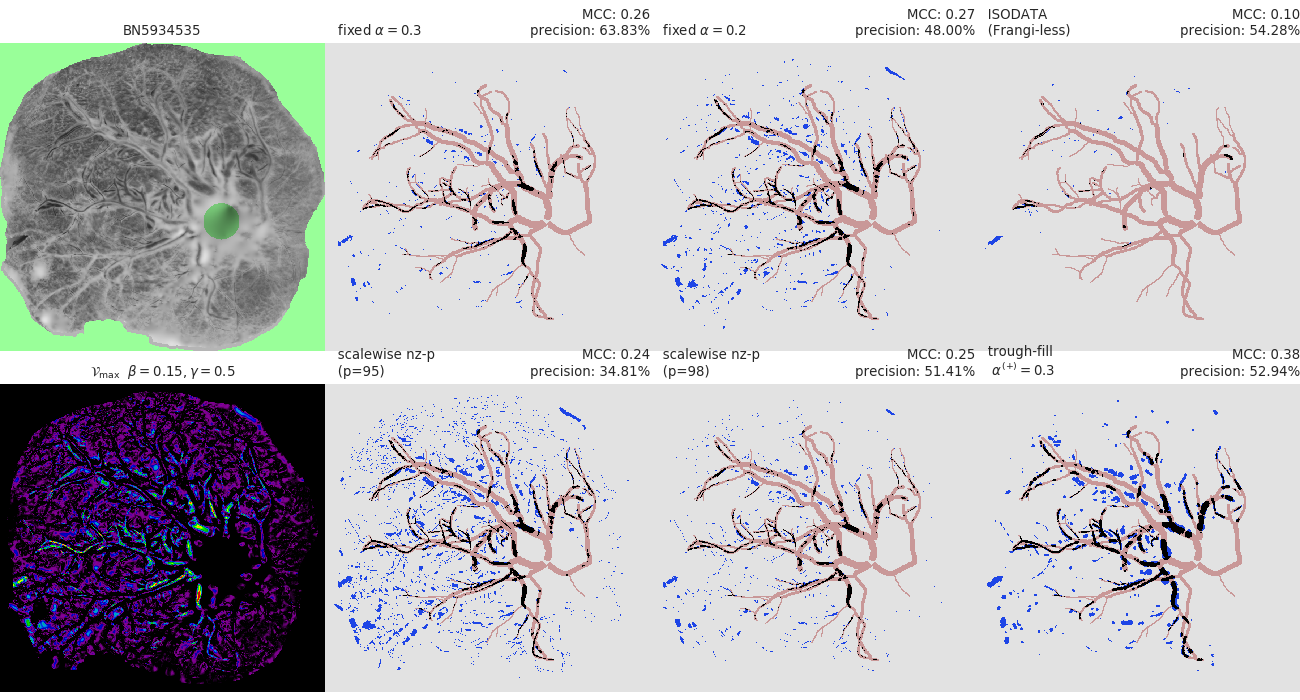 BN5934535
fixed α = 0.3
MCC: 0.26
precision: 63.83%
fixed α = 0.2
MCC: 0.27
precision: 48.00%
ISODATA
(Frangi-less)
MCC: 0.10
precision: 54.28%
𝒱max β = 0.15, γ = 0.5
scalewise nz-p
(p=95)
MCC: 0.24
precision: 34.81%
scalewise nz-p
(p=98)
MCC: 0.25
precision: 51.41%
trough-fill
α(+) = 0.3
MCC: 0.38
precision: 52.94%